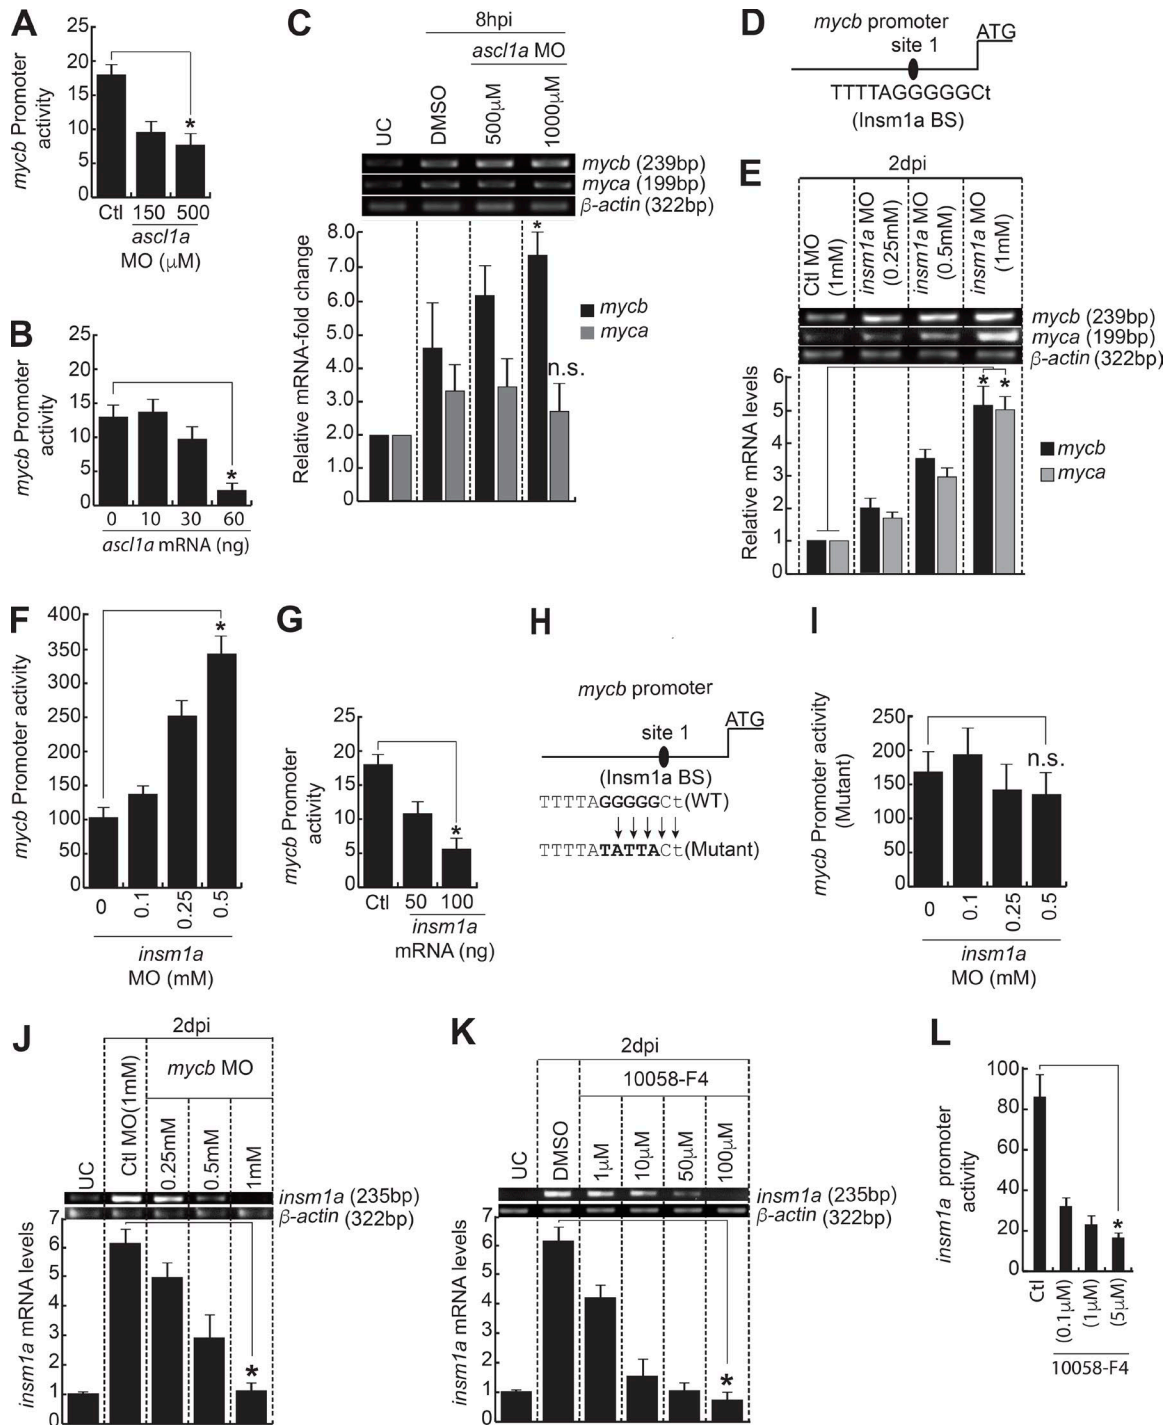 A
mycb Promoter
activity
25
20
15
10
5
0
*
Ctl 150 500
ascl1a
MO (μM)
B
mycb Promoter
activity
25
20
15
10
5
0
*
0 10 30 60
ascl1a mRNA (ng)
C
8hpi
ascl1a MO
UC
DMSO
500μM
1000μM
mycb (239bp)
myca (199bp)
β-actin (322bp)
Relative mRNA-fold change
8.0
7.0
6.0
5.0
4.0
3.0
2.0
1.0
0
*
n.s.
mycb
myca
D
mycb promoter
site 1
ATG
TTTTAGGGGGCt
(Insm1a BS)
E
2dpi
Ctl MO
(1mM)
insm1a MO
(0.25mM)
insm1a MO
(0.5mM)
insm1a MO
(1mM)
mycb (239bp)
myca (199bp)
β-actin (322bp)
Relative mRNA levels
6
5
4
3
2
1
0
* *
mycb
myca
F
mycb Promoter activity
400
350
300
250
200
150
100
50
0
*
0 0.1 0.25 0.5
insm1a
MO (mM)
G
mycb Promoter
activity
25
20
15
10
5
0
*
Ctl 50 100
insm1a
mRNA (ng)
H
mycb promoter
site 1
ATG
(Insm1a BS)
TTTTAGGGGGCt(WT)
TTTTATATTACt(Mutant)
I
mycb Promoter activity
(Mutant)
250
200
150
100
50
0
n.s.
0 0.1 0.25 0.5
insm1a
MO (mM)
J
2dpi
mycb MO
UC
Ctl MO(1mM)
0.25mM
0.5mM
1mM
insm1a (235bp)
β-actin (322bp)
insm1a mRNA levels
7
6
5
4
3
2
1
0
*
K
2dpi
10058-F4
UC
DMSO
1μM
10μM
50μM
100μM
insm1a (235bp)
β-actin (322bp)
insm1a mRNA levels
7
6
5
4
3
2
1
0
*
L
insm1a promoter
activity
100
80
60
40
20
0
*
Ctl
(0.1μM)
(1μM)
(5μM)
10058-F4